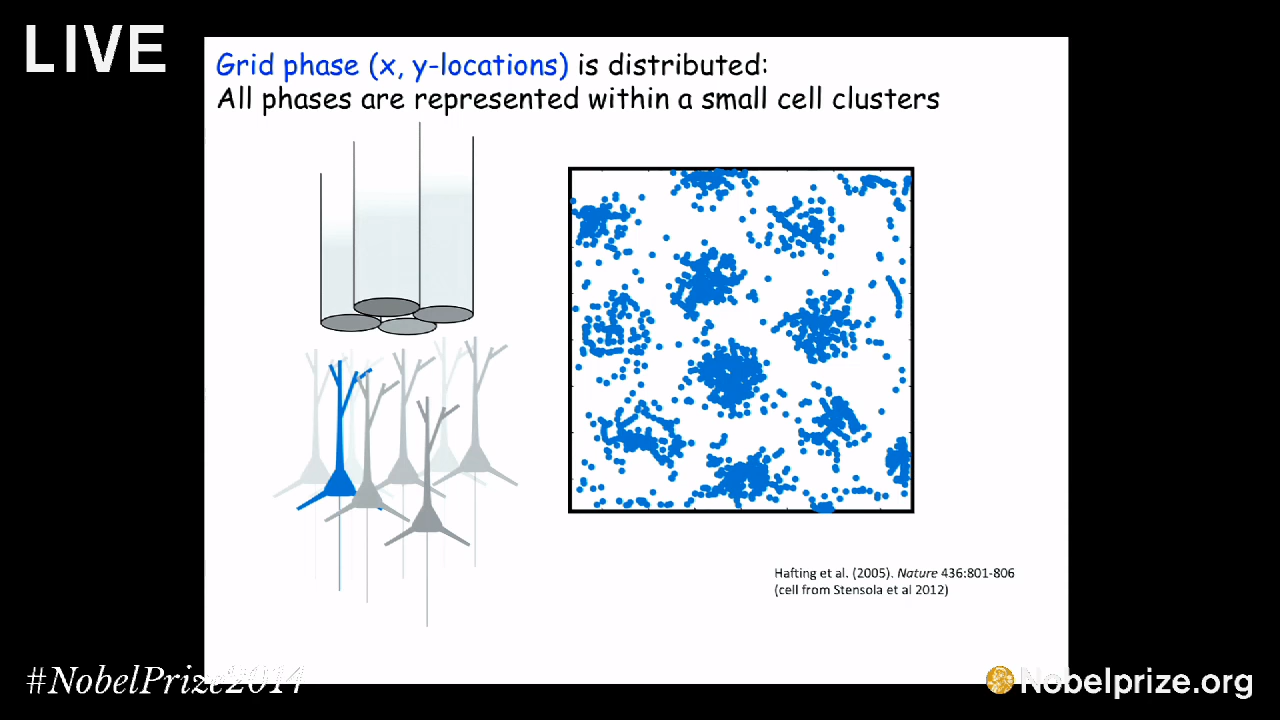 LIVE
Grid phase (x, y-locations) is distributed:
All phases are represented within a small cell clusters
Hafting et al. (2005). Nature 436:801-806
(cell from Stensola et al 2012)
#NobelPrize2014
Nobelprize.org